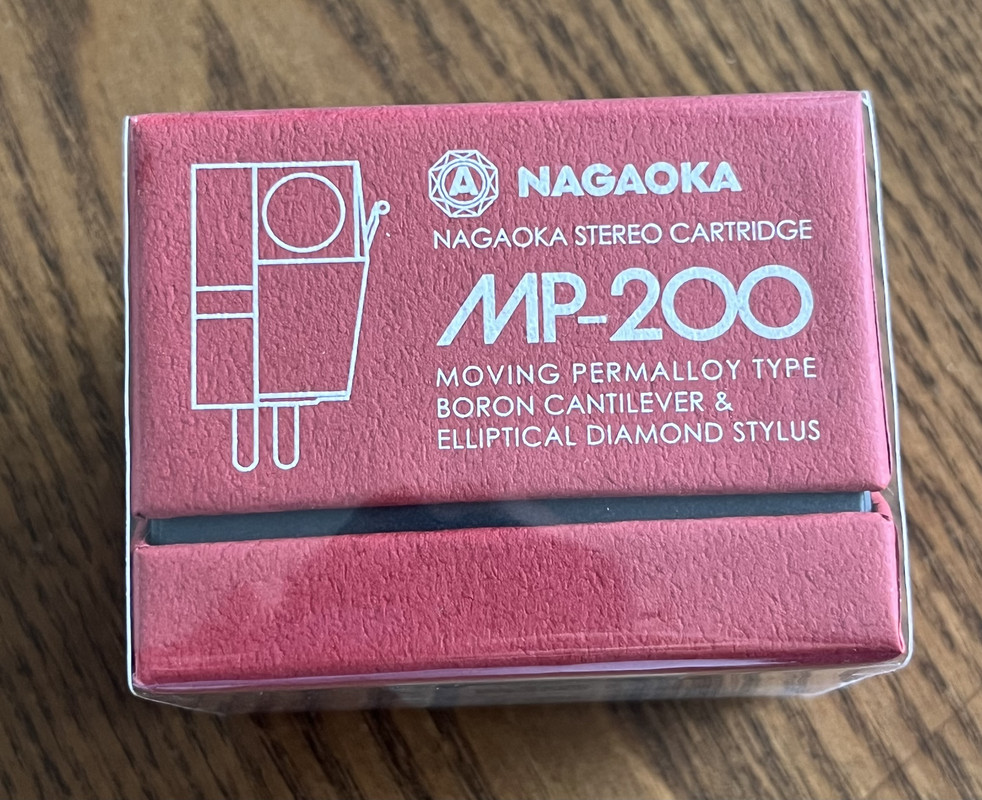 NAGAOKA
NAGAOKA STEREO CARTRIDGE
MP-200
MOVING PERMALLOY TYPE
BORON CANTILEVER &
ELLIPTICAL DIAMOND STYLUS